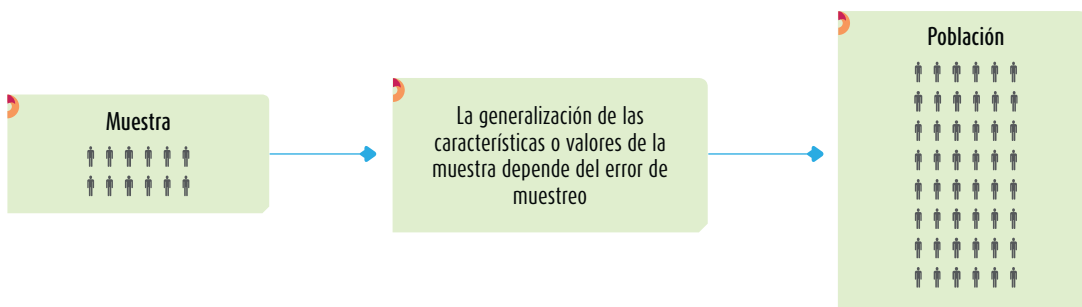 Muestra
La generalización de las
características o valores de la
muestra depende del error de
muestreo
Población